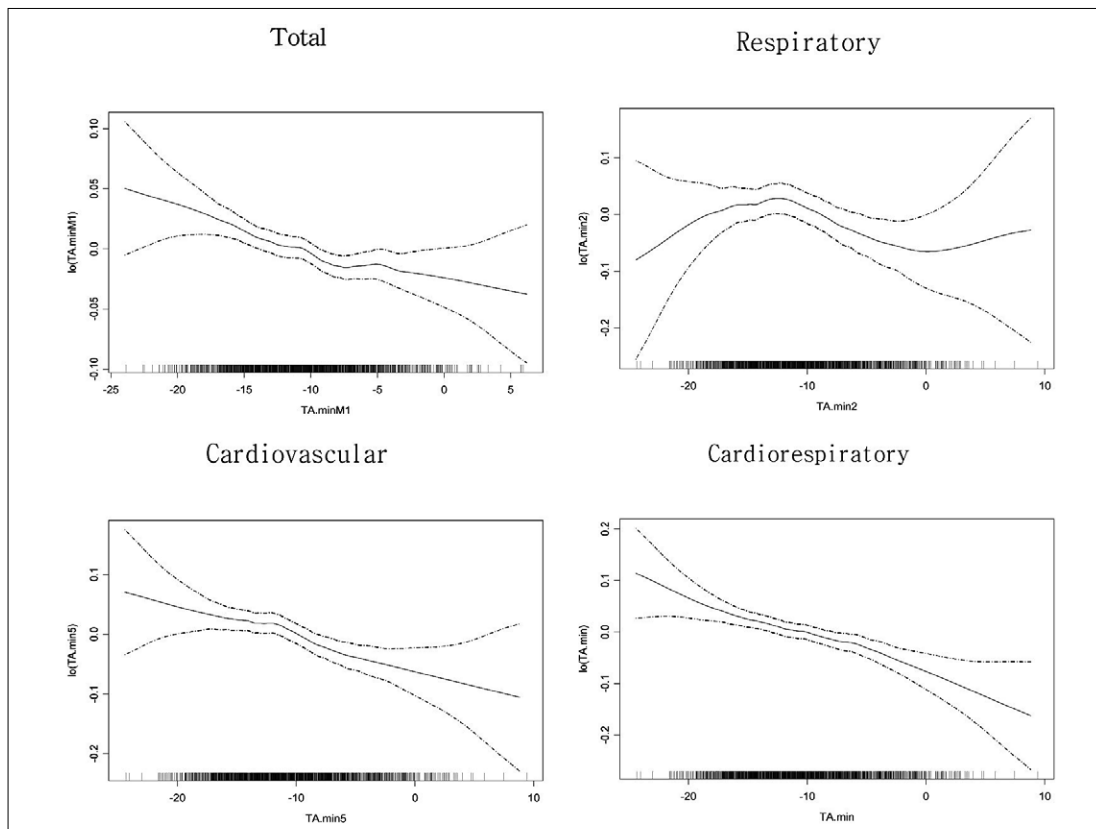 Total
lo(TA.minM1)
0.10
0.05
0.0
-0.05
-0.10
-25 -20 -15 -10 -5 0 5
TA.minM1
Respiratory
lo(TA.min2)
0.1
0.0
-0.1
-0.2
-20 -10 0 10
TA.min2
Cardiovascular
lo(TA.min5)
0.1
0.0
-0.1
-0.2
-20 -10 0 10
TA.min5
Cardiorespiratory
lo(TA.min)
0.2
0.1
0.0
-0.1
-0.2
-20 -10 0 10
TA.min